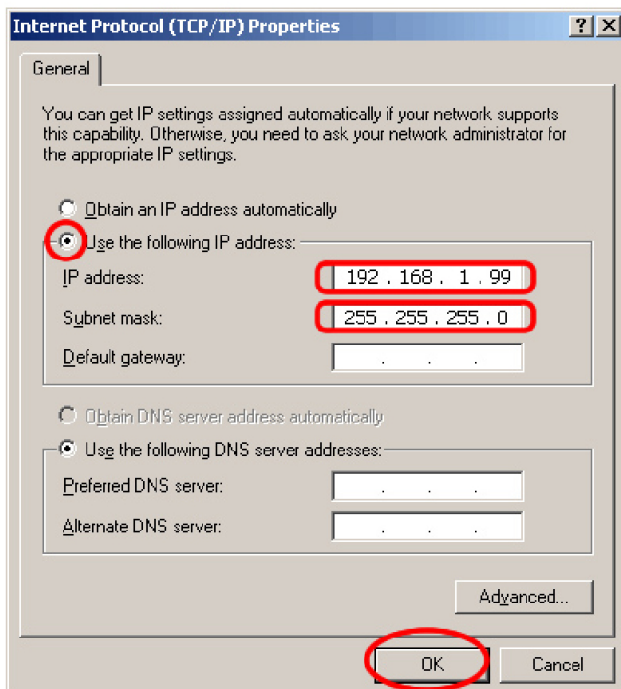 Internet Protocol (TCP/IP) Properties
General
You can get IP settings assigned automatically if your network supports
this capability. Otherwise, you need to ask your network administrator for
the appropriate IP settings.
Obtain an IP address automatically
Use the following IP address:
IP address: 192 . 168 . 1 . 99
Subnet mask: 255 . 255 . 255 . 0
Default gateway: . . .
Obtain DNS server address automatically
Use the following DNS server addresses:
Preferred DNS server: . . .
Alternate DNS server: . . .
Advanced...
OK Cancel